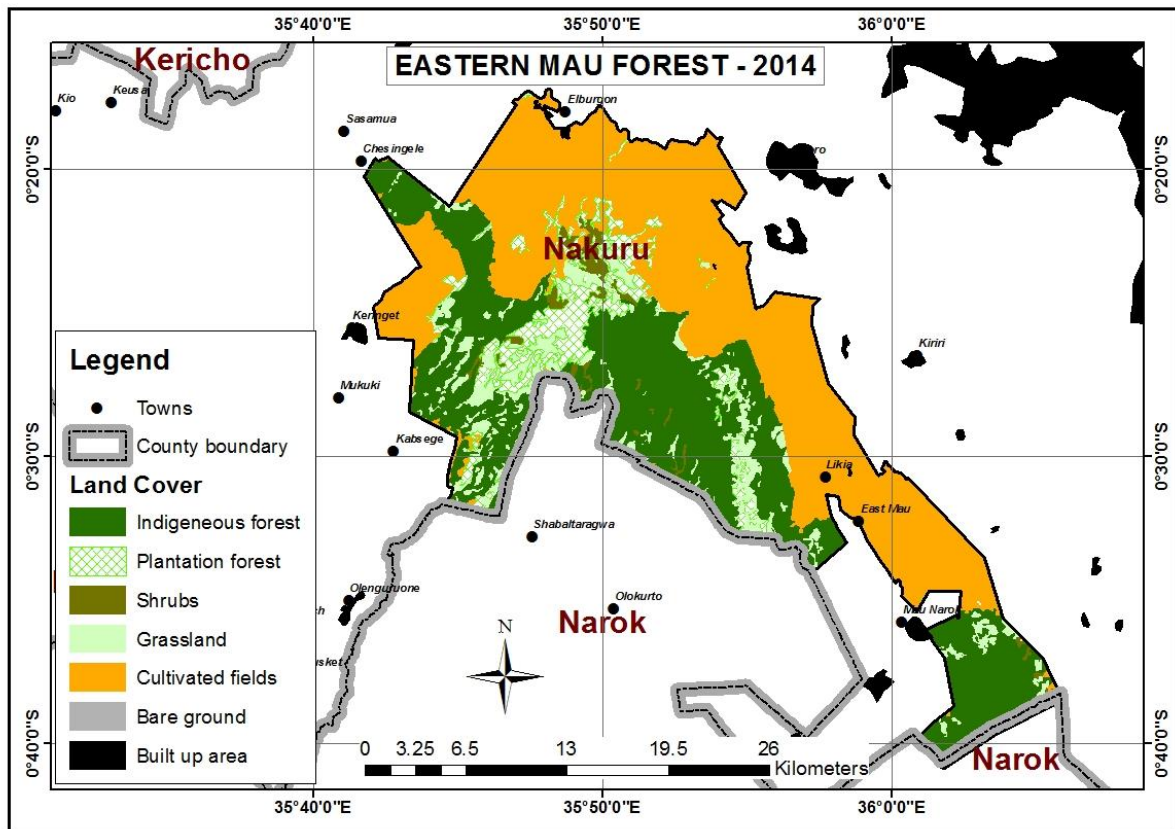 35°40'0"E 35°50'0"E 36°0'0"E
Kericho
EASTERN MAU FOREST - 2014
Kio
Keusa
Elburgon
Sasamua
Chesingele
ro
0°20'0"S 0°20'0"S
Nakuru
Keringet
Kiriri
Mukuki
Kabsege
0°30'0"S 0°30'0"S
Likia
East Mau
Shabaltaragwa
Olenguruone
Olokurto
Mau Narok
ch
Narok
usket
N
0°40'0"S 0°40'0"S
Narok
Legend
Towns
County boundary
Land Cover
Indigeneous forest
Plantation forest
Shrubs
Grassland
Cultivated fields
Bare ground
Built up area
0 3.25 6.5 13 19.5 26
Kilometers
35°40'0"E 35°50'0"E 36°0'0"E